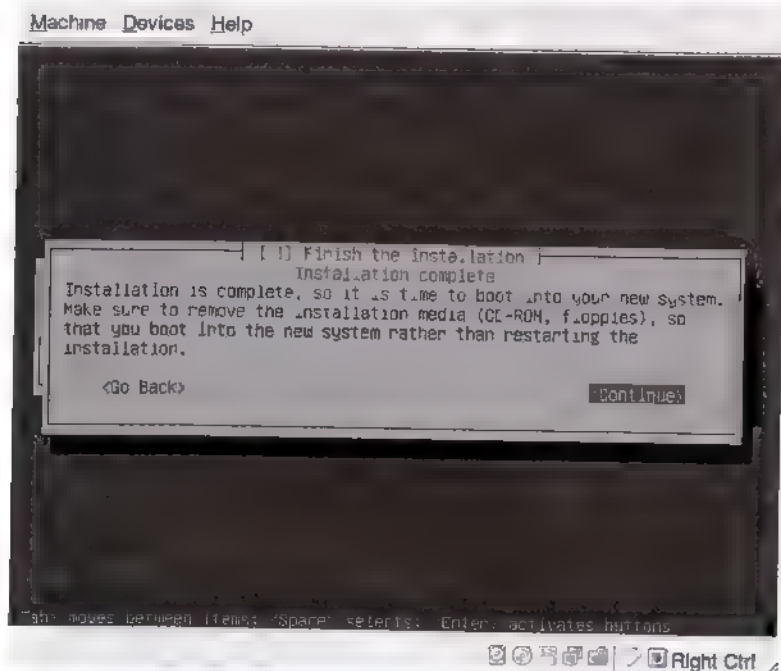 Machine Devices Help
[!] Finish the installation
Installation complete
Installation is complete, so it is time to boot into your new system.
Make sure to remove the installation media (CD-ROM, floppies), so
that you boot into the new system rather than restarting the
installation.
<Go Back>
<Continue>
<Tab> moves between items; <Space> selects; <Enter> activates buttons
Right Ctrl